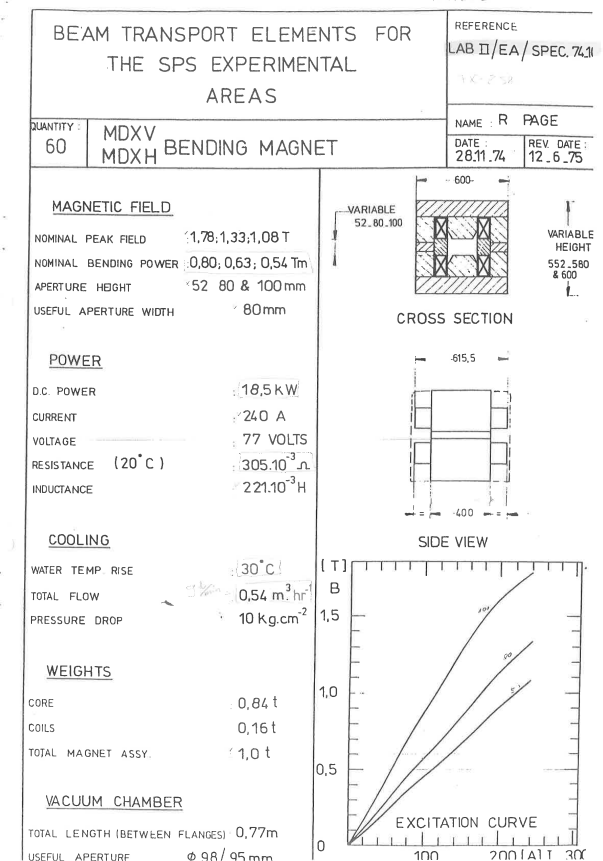 BEAM TRANSPORT ELEMENTS FOR
THE SPS EXPERIMENTAL
AREAS
REFERENCE
LAB II/EA/SPEC. 74.10
NAME : R PAGE
QUANTITY :
60
MDXV
MDXH BENDING MAGNET
DATE :
28.11.74
REV. DATE :
12_6_75
MAGNETIC FIELD
NOMINAL PEAK FIELD : 1,78; 1,33; 1,08 T
NOMINAL BENDING POWER : 0,80; 0,63; 0,54 Tm
APERTURE HEIGHT 52 80 & 100 mm
USEFUL APERTURE WIDTH 80mm
POWER
D.C. POWER : 18,5 kW
CURRENT : 240 A
VOLTAGE : 77 VOLTS
RESISTANCE (20°C) : 305.10⁻³ Ω
INDUCTANCE : 221.10⁻³ H
COOLING
WATER TEMP. RISE : 30°C
TOTAL FLOW : 0,54 m³ hr⁻¹
PRESSURE DROP : 10 Kg.cm⁻²
WEIGHTS
CORE : 0,84 t
COILS : 0,16 t
TOTAL MAGNET ASSY. : 1,0 t
VACUUM CHAMBER
TOTAL LENGTH (BETWEEN FLANGES) 0,77m
USEFUL APERTURE Φ 98/95 mm
600
VARIABLE
52_80_100
VARIABLE
HEIGHT
552_580
& 600
CROSS SECTION
615,5
= 400 =
SIDE VIEW
[T]
B
1,5
1,0
0,5
0
80
EXCITATION CURVE
100 200 [A] I 300